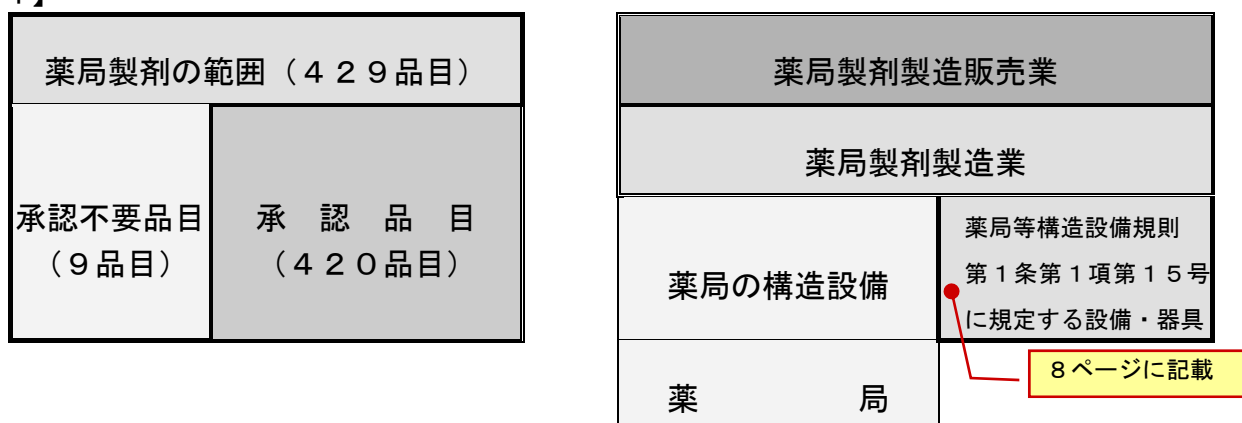 薬局製剤の範囲（４２９品目）
承認不要品目
（９品目）
承　認　品　目
（４２０品目）
薬局製剤製造販売業
薬局製剤製造業
薬局の構造設備
薬局等構造設備規則
第１条第１項第１５号
に規定する設備・器具
８ページに記載
薬　　　　　局